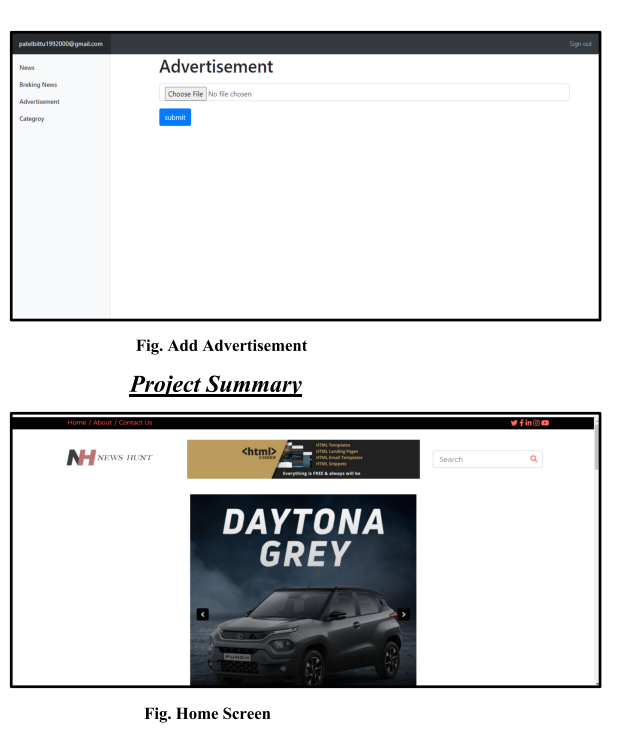 patelbittu1992000@gmail.com
Sign out
News
Breking News
Advertisement
Categroy
Advertisement
Choose File No file chosen
submit
Fig. Add Advertisement
Project Summary
Home / About / Contact Us
NH NEWS HUNT
<html>
CODEX
HTML Templates
HTML Landing Pages
HTML Email Templates
HTML Snippets
Everything is FREE & always will be
Search
DAYTONA
GREY
PUNCH
Fig. Home Screen